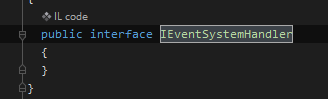 {
IL code
public interface IEventSystemHandler
{
}
}